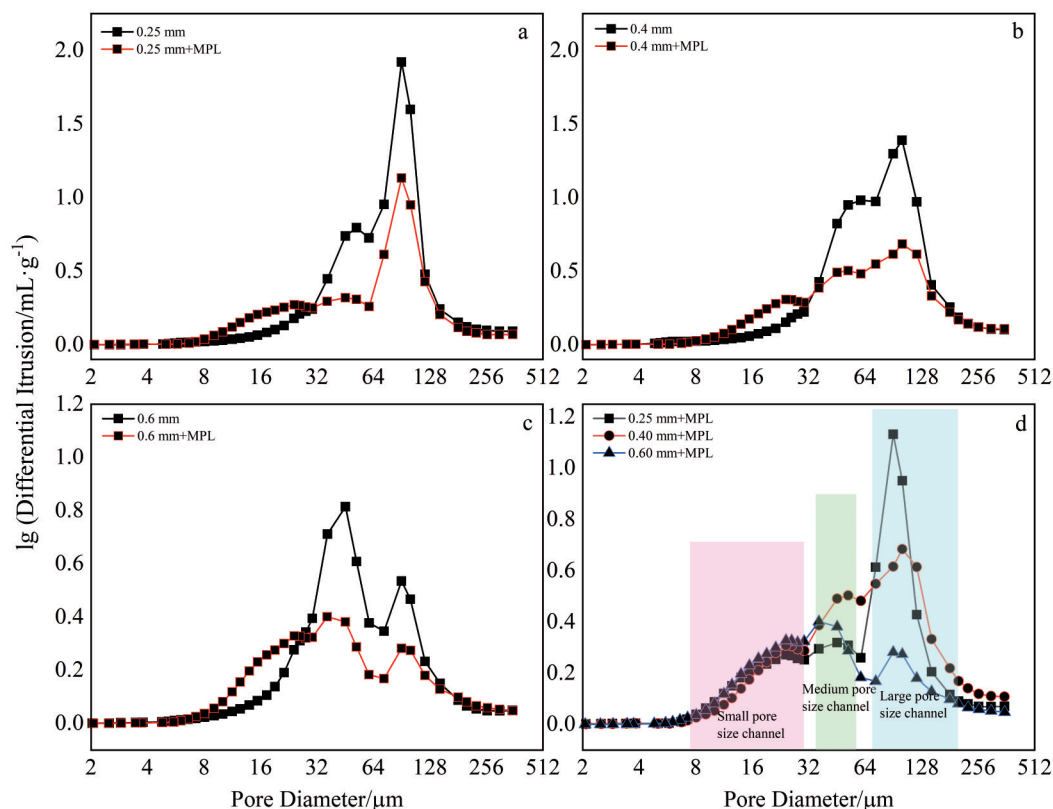 lg (Differential Itrusion/mL·g⁻¹)
a
0.25 mm
0.25 mm+MPL
2.0
1.5
1.0
0.5
0.0
2 4 8 16 32 64 128 256 512
b
0.4 mm
0.4 mm+MPL
2.0
1.5
1.0
0.5
0.0
2 4 8 16 32 64 128 256 512
c
0.6 mm
0.6 mm+MPL
1.2
1.0
0.8
0.6
0.4
0.2
0.0
2 4 8 16 32 64 128 256 512
Pore Diameter/μm
d
0.25 mm+MPL
0.40 mm+MPL
0.60 mm+MPL
1.2
1.0
0.8
0.6
0.4
0.2
0.0
Small pore
size channel
Medium pore
size channel
Large pore
size channel
2 4 8 16 32 64 128 256 512
Pore Diameter/μm